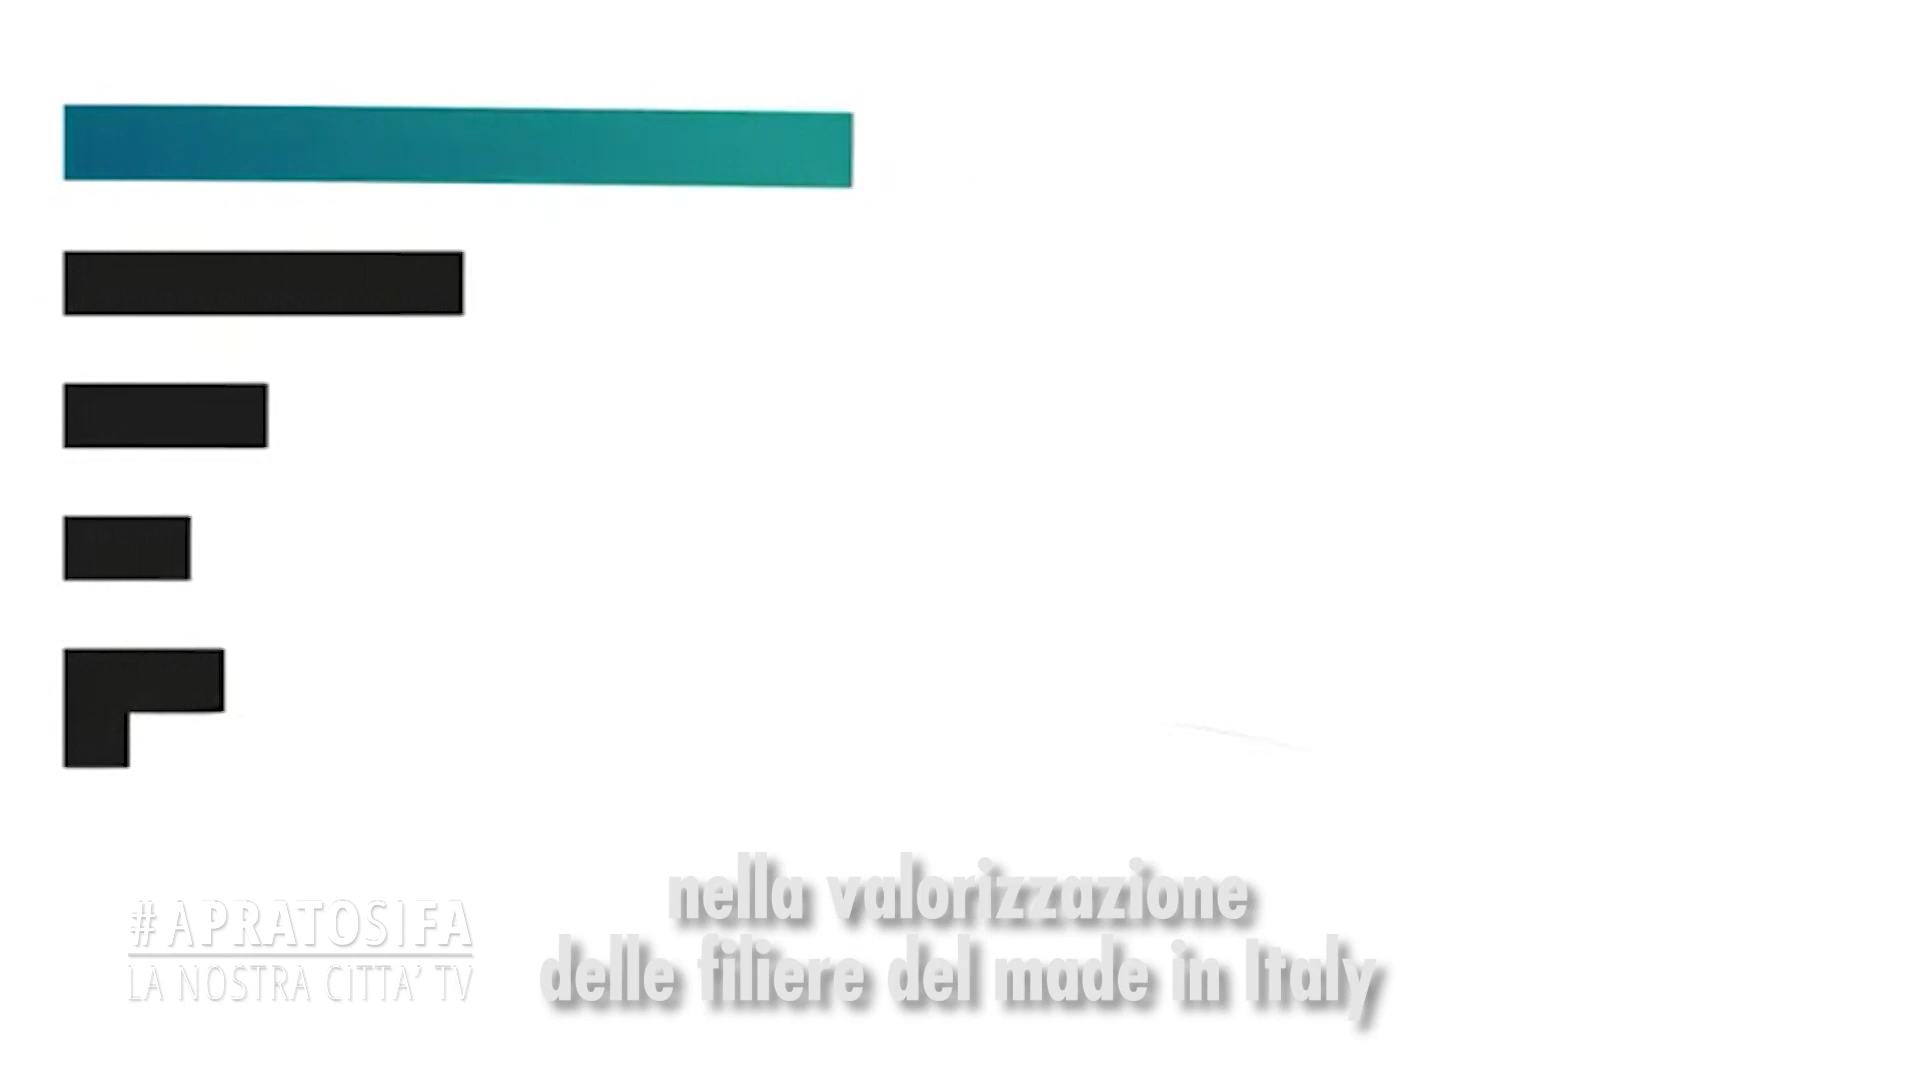 nella valorizzazione
delle filiere del made in Italy
#APRATOSIFA
LA NOSTRA CITTA' TV